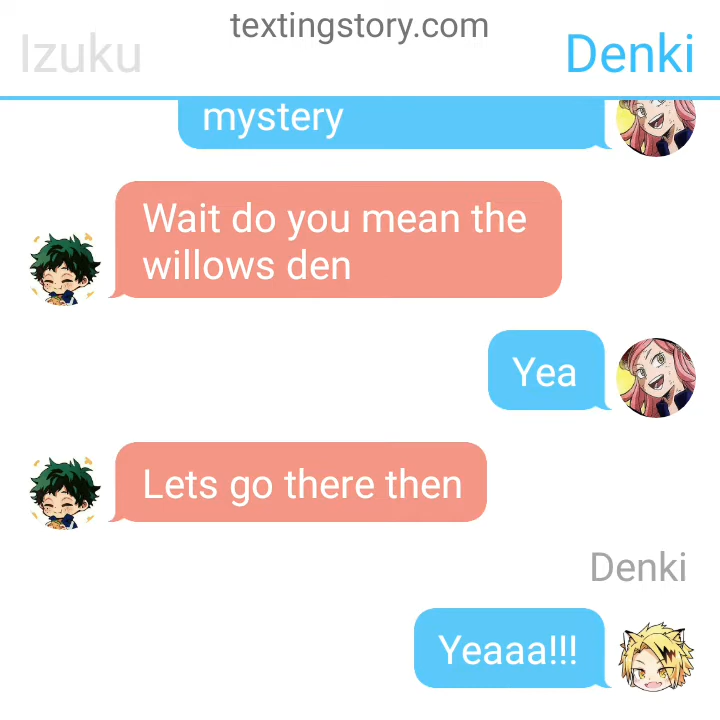 textingstory.com
Izuku
Denki
mystery
Wait do you mean the
willows den
Yea
Lets go there then
Denki
Yeaaa!!!